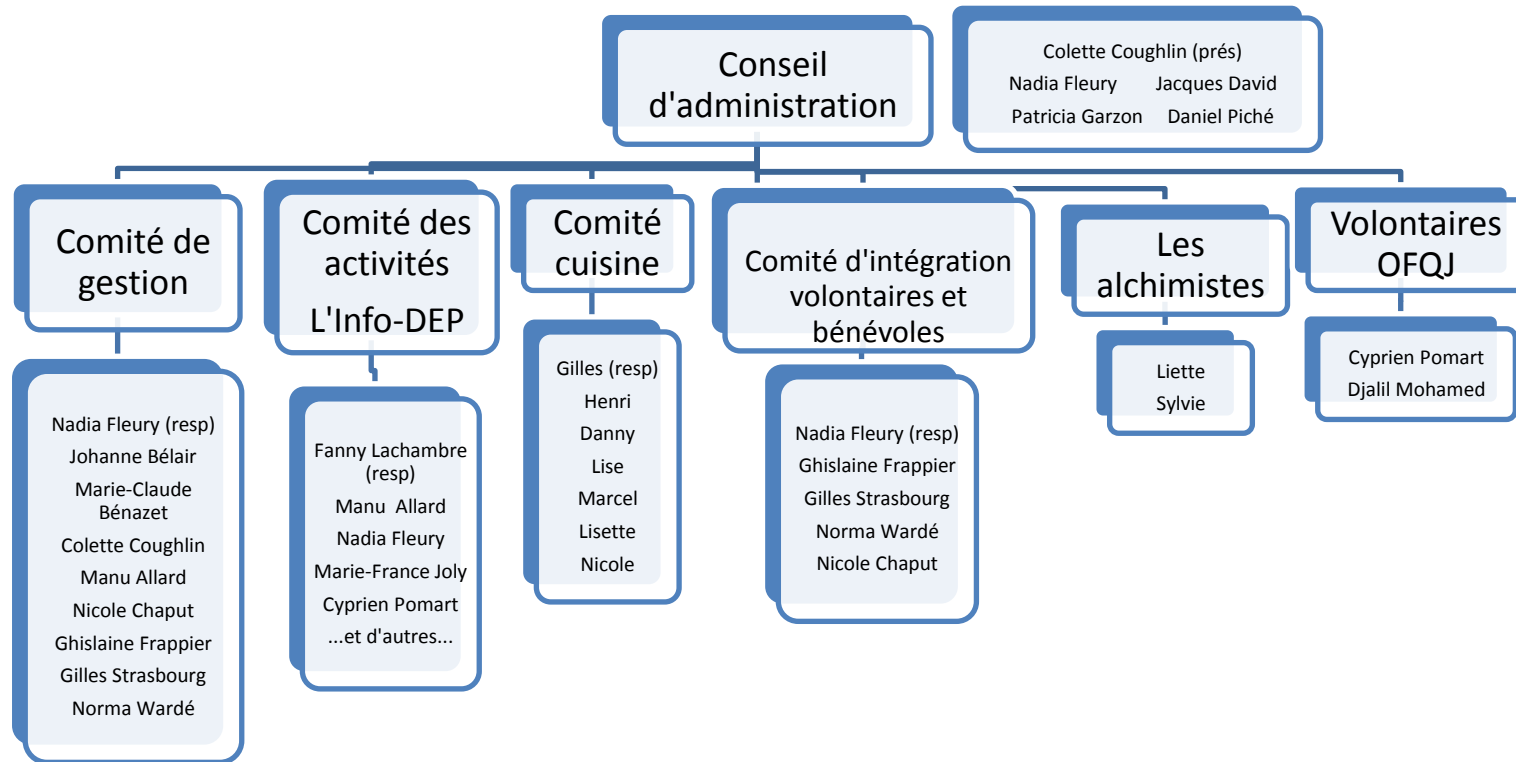 Conseil
d'administration
Colette Coughlin (prés)
Nadia Fleury Jacques David
Patricia Garzon Daniel Piché
Comité de
gestion
Nadia Fleury (resp)
Johanne Bélair
Marie-Claude
Bénazet
Colette Coughlin
Manu Allard
Nicole Chaput
Ghislaine Frappier
Gilles Strasbourg
Norma Wardé
Comité des
activités
L'Info-DEP
Fanny Lachambre
(resp)
Manu Allard
Nadia Fleury
Marie-France Joly
Cyprien Pomart
...et d'autres...
Comité
cuisine
Gilles (resp)
Henri
Danny
Lise
Marcel
Lisette
Nicole
Comité d'intégration
volontaires et
bénévoles
Nadia Fleury (resp)
Ghislaine Frappier
Gilles Strasbourg
Norma Wardé
Nicole Chaput
Les
alchimistes
Liette
Sylvie
Volontaires
OFQJ
Cyprien Pomart
Djalil Mohamed